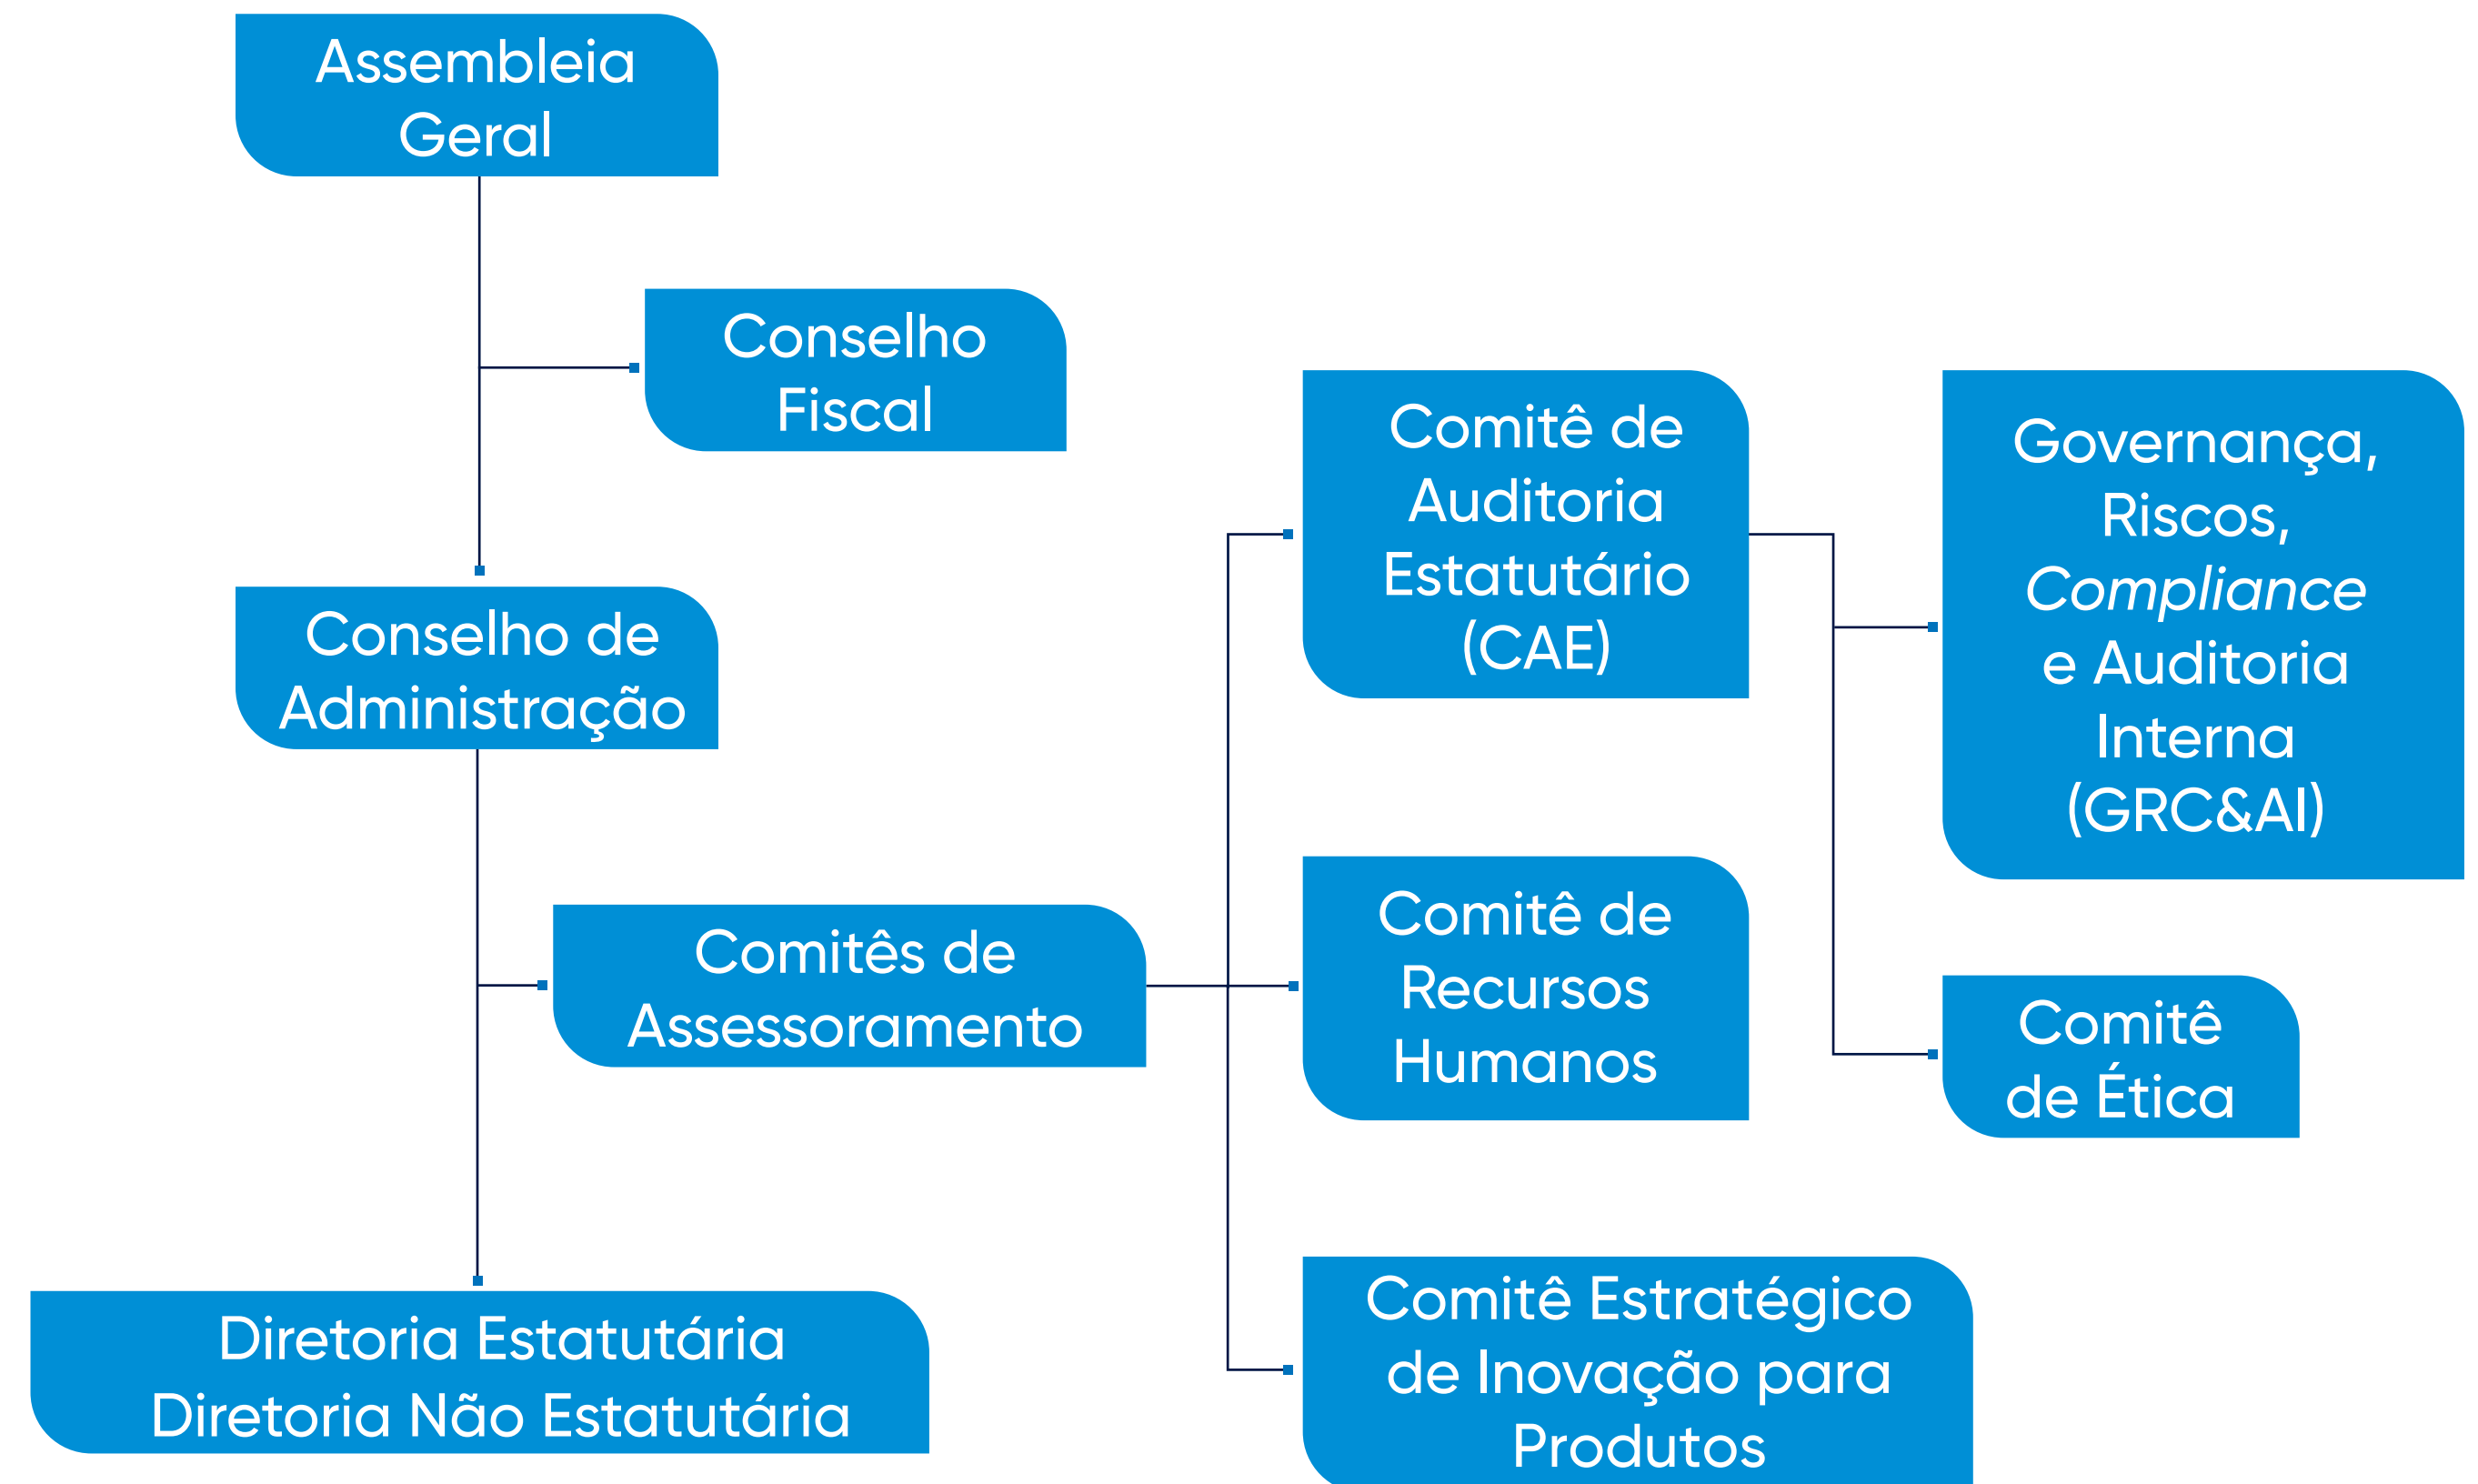 Assembleia
Geral
Conselho
Fiscal
Conselho de
Administração
Comitês de
Assessoramento
Diretoria Estatutária
Diretoria Não Estatutária
Comitê de
Auditoria
Estatutário
(CAE)
Comitê de
Recursos
Humanos
Comitê Estratégico
de Inovação para
Produtos
Governança,
Riscos,
Compliance
e Auditoria
Interna
(GRC&AI)
Comitê
de Ética